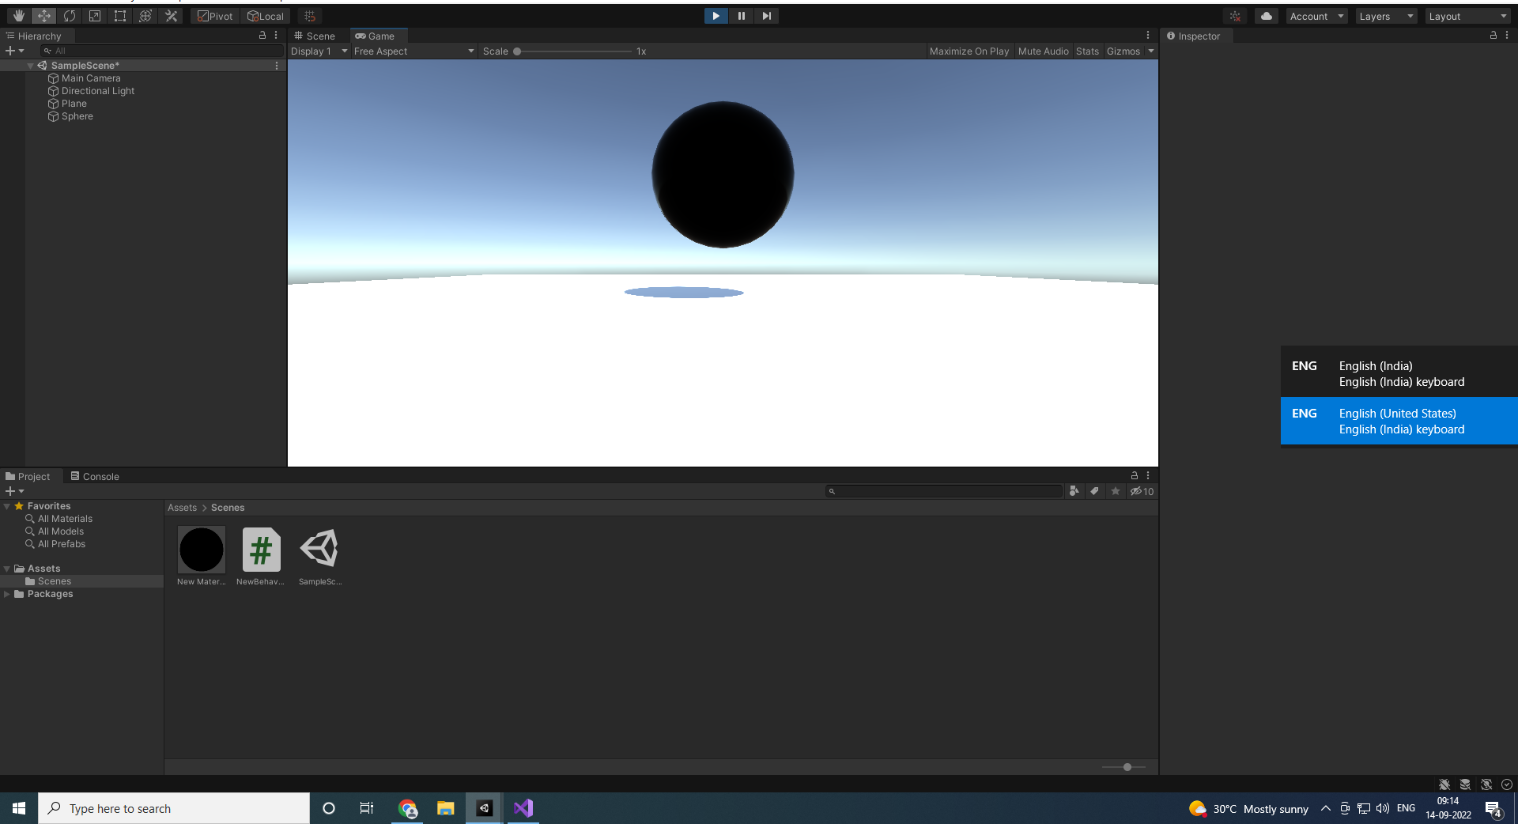 Pivot Local Account Layers Layout
Hierarchy Scene Game Inspector
All Display 1 Free Aspect Scale 1x Maximize On Play Mute Audio Stats Gizmos
SampleScene*
Main Camera
Directional Light
Plane
Sphere
ENG English (India)
English (India) keyboard
ENG English (United States)
English (India) keyboard
Project Console
10
Favorites Assets > Scenes
All Materials
All Models
All Prefabs
Assets
Scenes New Mater... NewBehav... SampleSc...
Packages
Type here to search 30°C Mostly sunny ENG 09:14
14-09-2022 4